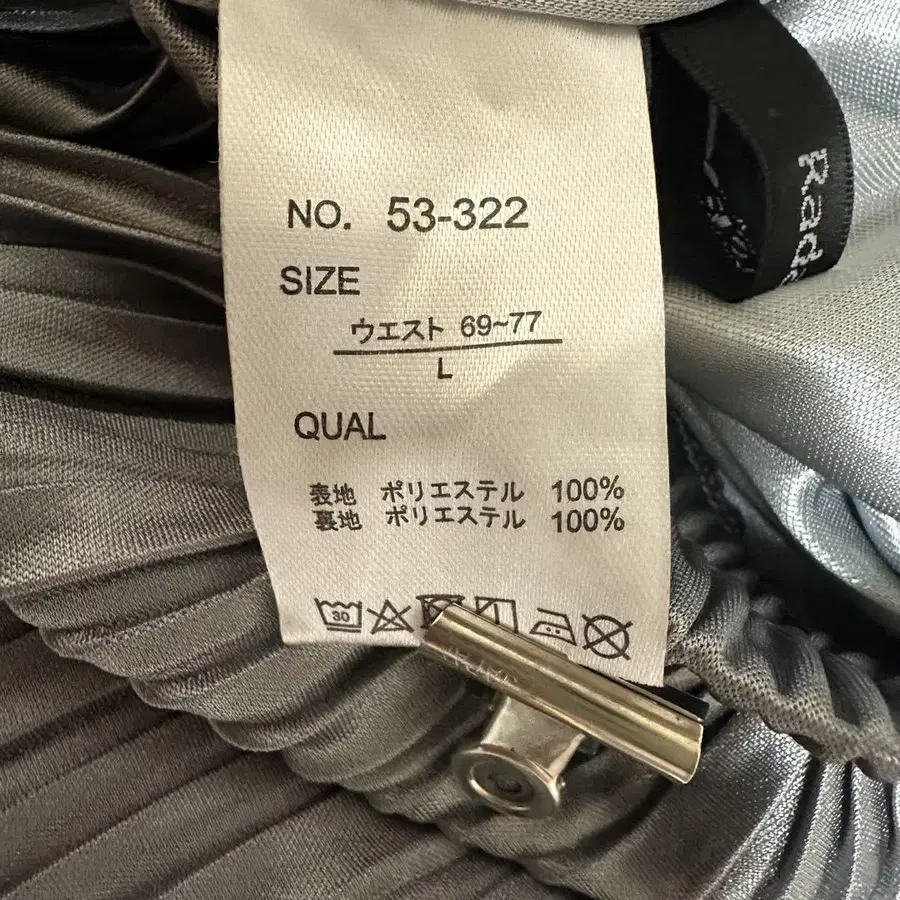 NO. 53-322
SIZE
ウエスト 69~77
L
QUAL
表地 ポリエステル 100%
裏地 ポリエステル 100%
30